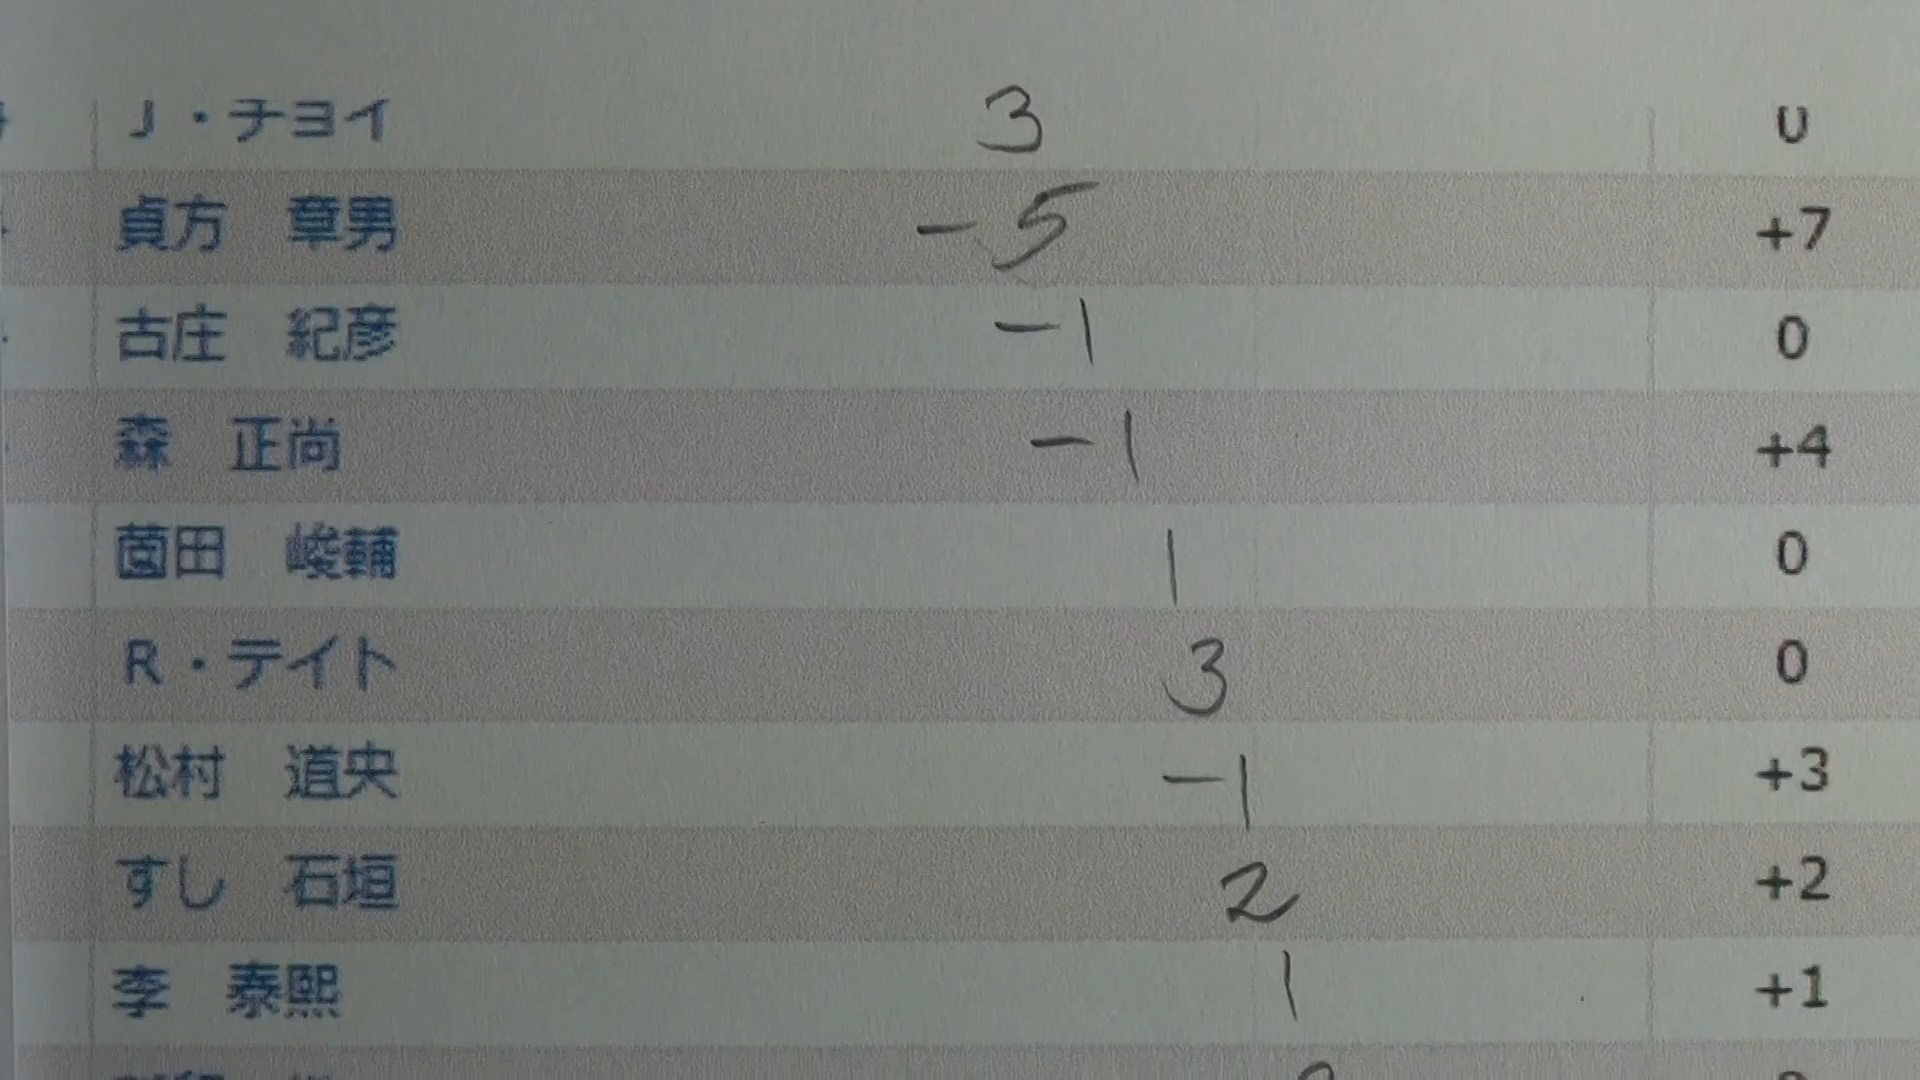 J・チヨイ 3 0
貞方 章男 -5 +7
古庄 紀彦 -1 0
森 正尚 -1 +4
薗田 峻輔 1 0
R・テイト 3 0
松村 道央 -1 +3
すし 石垣 2 +2
李 泰熙 1 +1